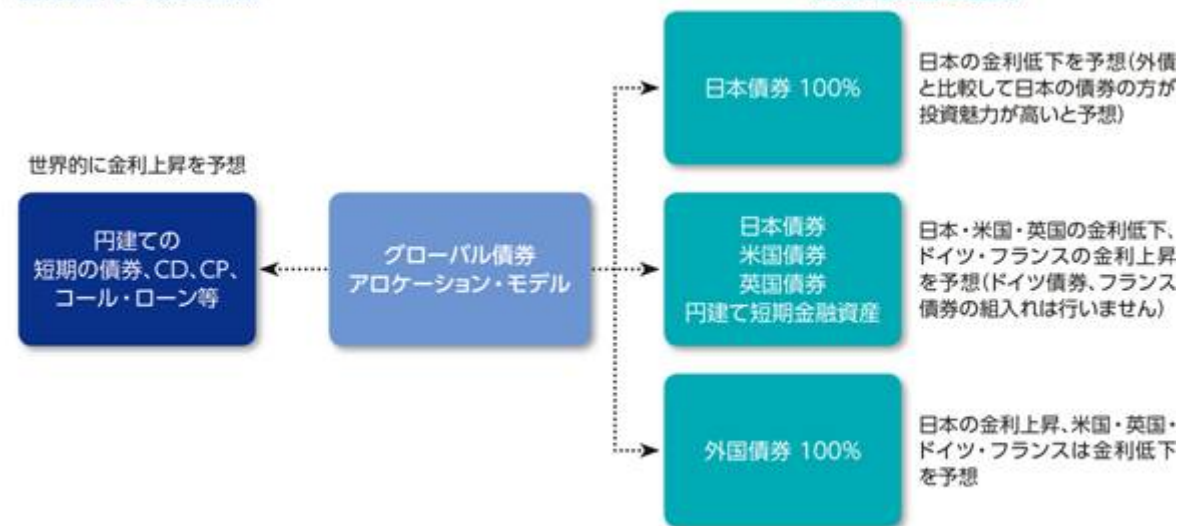 世界的に金利上昇を予想
円建ての
短期の債券、CD、CP、
コール・ローン等
グローバル債券
アロケーション・モデル
日本債券 100%
日本の金利低下を予想(外債
と比較して日本の債券の方が
投資魅力が高いと予想)
日本債券
米国債券
英国債券
円建て短期金融資産
日本・米国・英国の金利低下、
ドイツ・フランスの金利上昇
を予想(ドイツ債券、フランス
債券の組入れは行いません)
外国債券 100%
日本の金利上昇、米国・英国・
ドイツ・フランスは金利低下
を予想